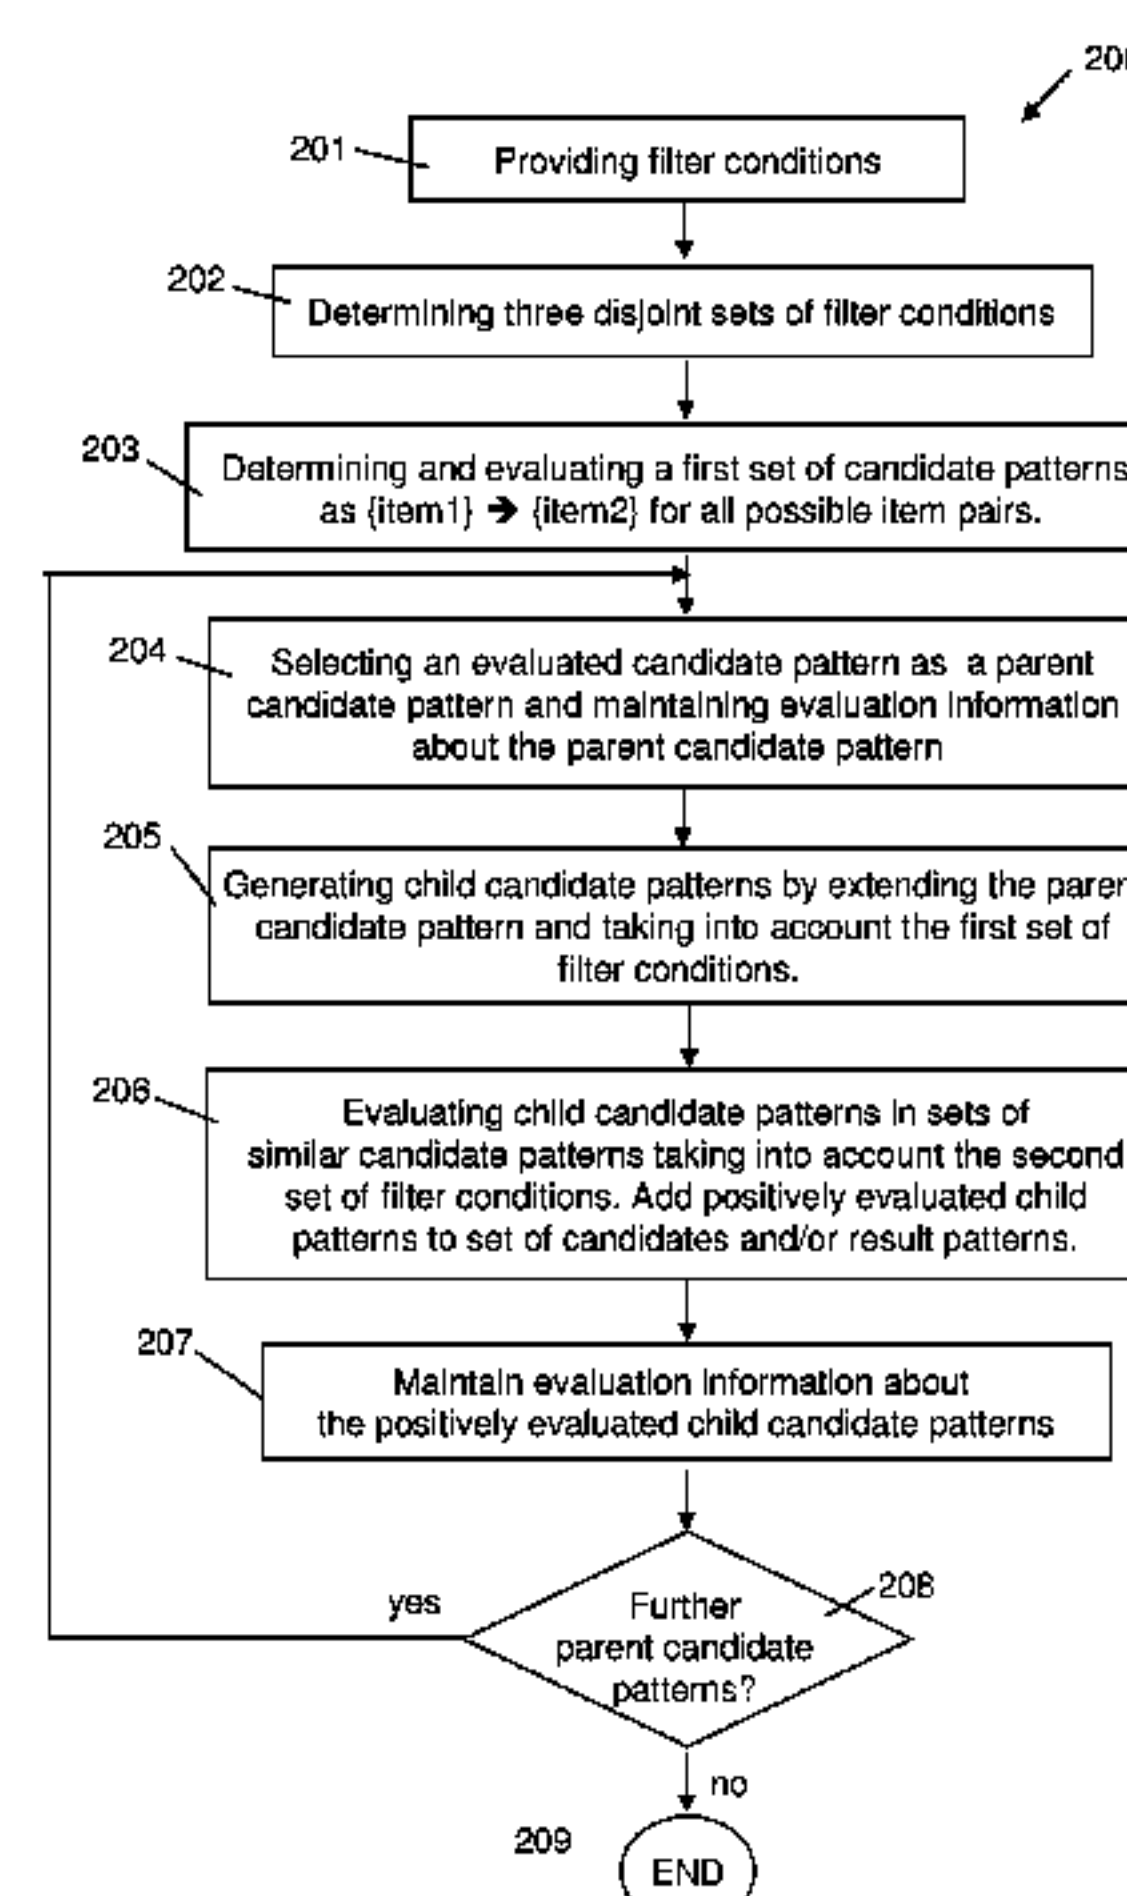 201
Providing filter conditions
202
Determining three disjoint sets of filter conditions
203
Determining and evaluating a first set of candidate patterns
as {item1} ➔ {item2} for all possible item pairs.
204
Selecting an evaluated candidate pattern as a parent
candidate pattern and maintaining evaluation information
about the parent candidate pattern
205
Generating child candidate patterns by extending the
candidate pattern and taking into account the first set of
filter conditions.
206
Evaluating child candidate patterns in sets of
similar candidate patterns taking into account the second
set of filter conditions. Add positively evaluated child
patterns to set of candidates and/or result patterns.
207
Maintain evaluation information about
the positively evaluated child candidate patterns
208
yes
Further
parent candidate
patterns?
no
209
END